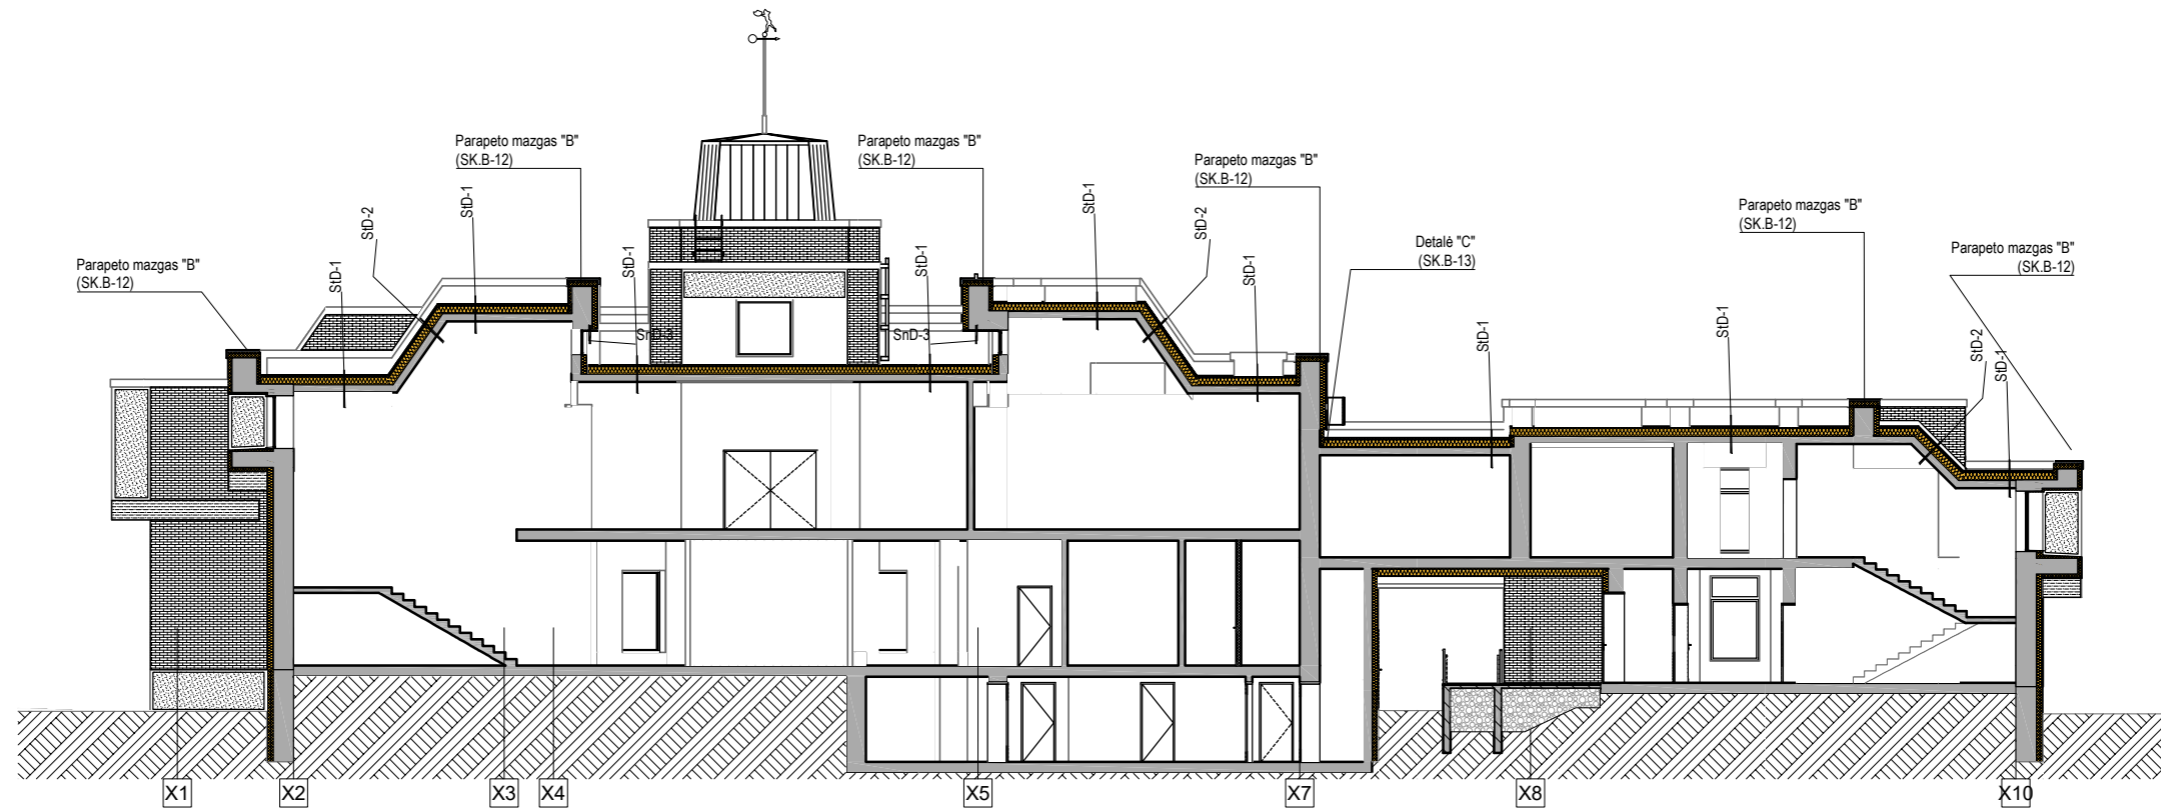 Parapeto mazgas "B"
(SK.B-12)
Parapeto mazgas "B"
(SK.B-12)
Parapeto mazgas "B"
(SK.B-12)
Parapeto mazgas "B"
(SK.B-12)
Parapeto mazgas "B"
(SK.B-12)
Detalė "C"
(SK.B-13)
Parapeto mazgas "B"
(SK.B-12)
StD-1
StD-2
StD-1
StD-1
StD-1
StD-1
StD-2
StD-1
StD-1
StD-1
StD-2
StD-1
SnD-3
SnD-3
X1
X2
X3
X4
X5
X7
X8
X10